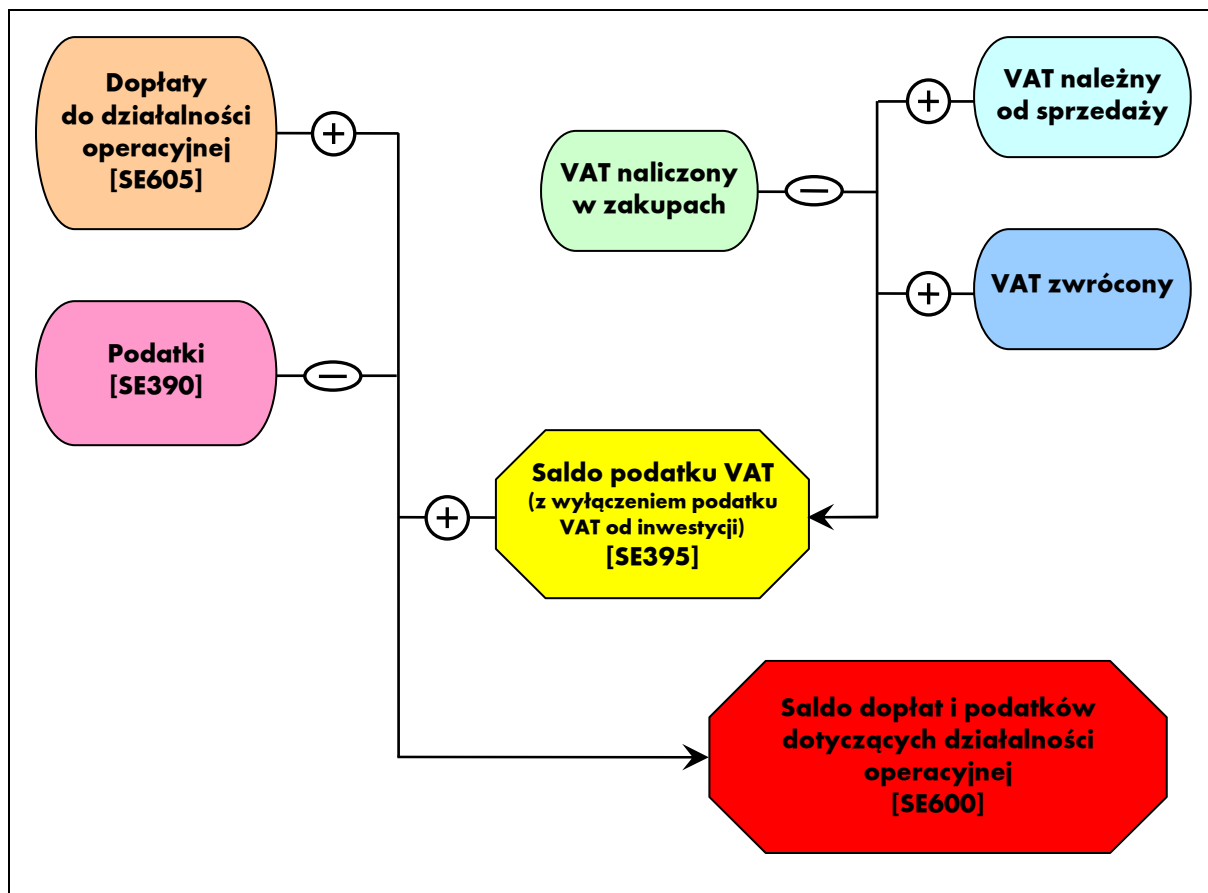 Dopłaty
do działalności
operacyjnej
[SE605]
+
VAT należny
od sprzedaży
+
VAT naliczony
w zakupach
−
VAT zwrócony
+
Podatki
[SE390]
−
Saldo podatku VAT
(z wyłączeniem podatku
VAT od inwestycji)
[SE395]
+
Saldo dopłat i podatków
dotyczących działalności
operacyjnej
[SE600]